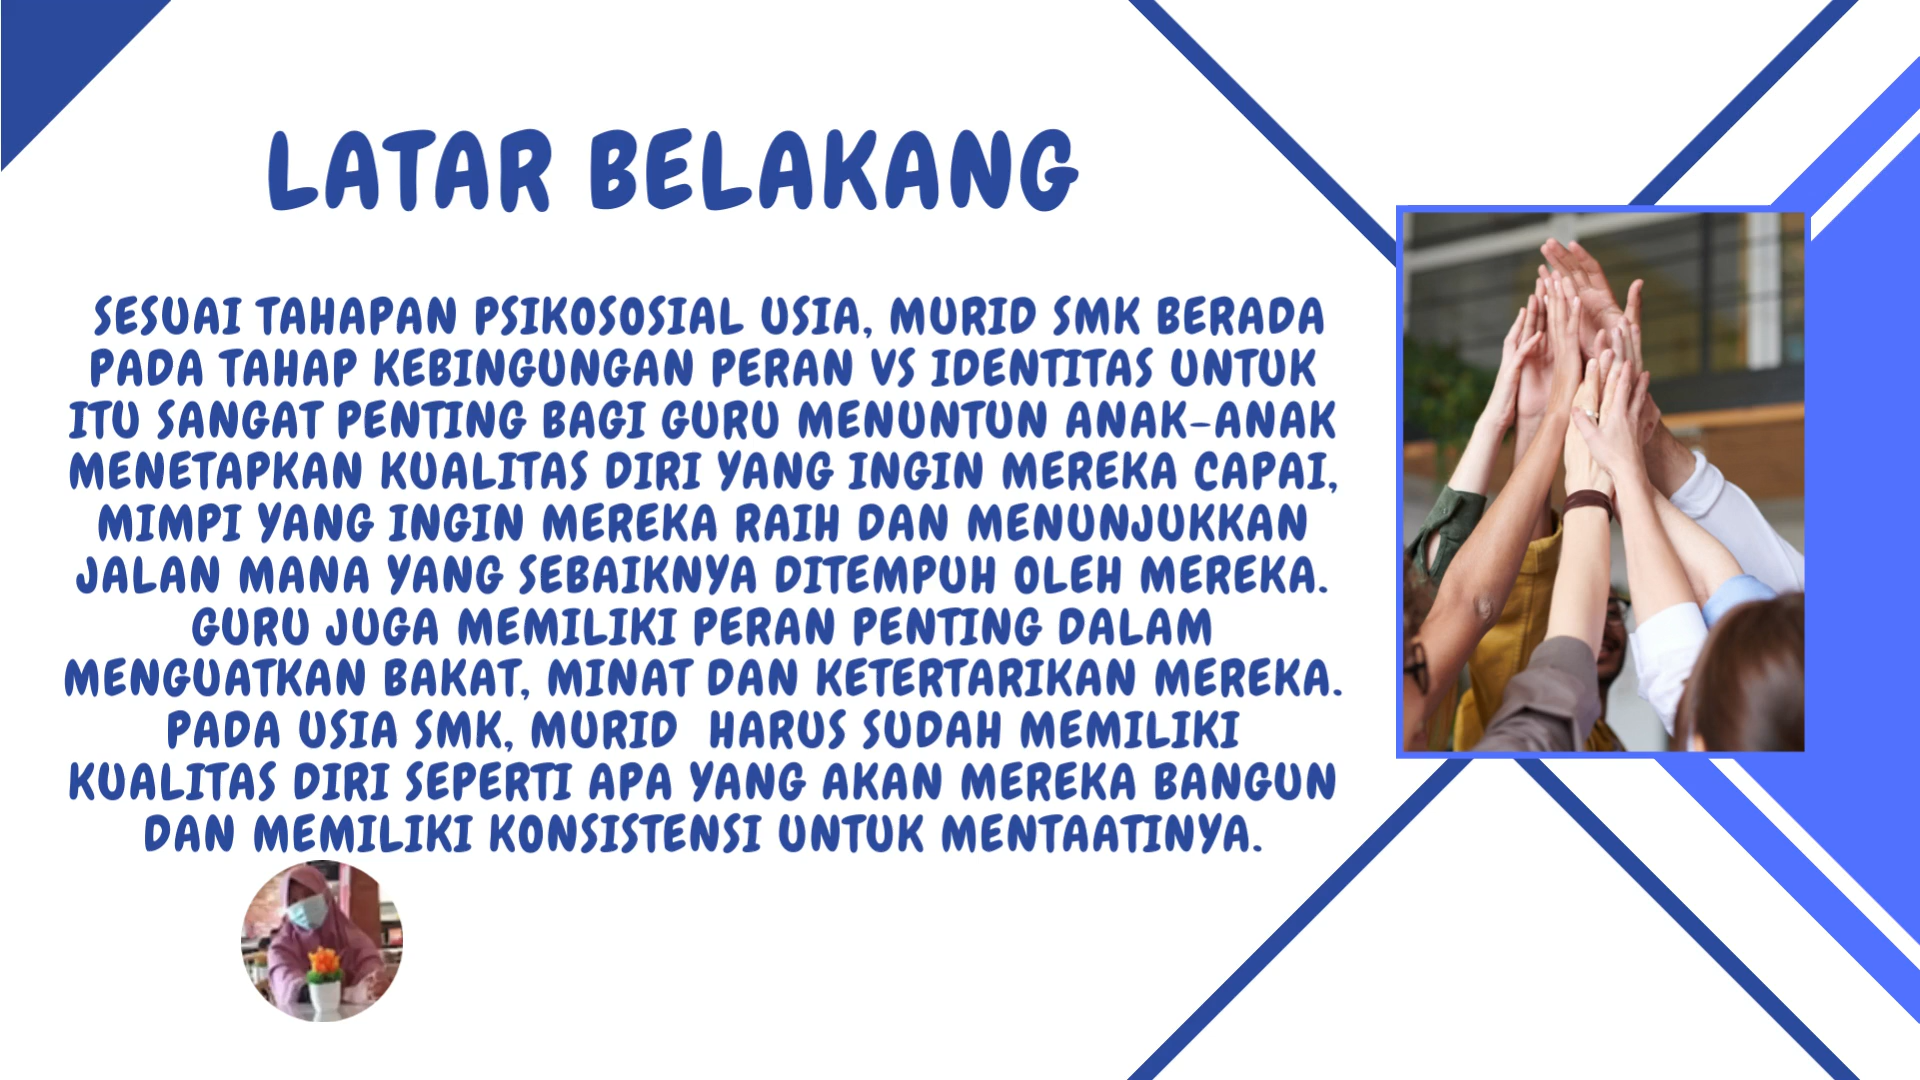 LATAR BELAKANG
SESUAI TAHAPAN PSIKOSOSIAL USIA, MURID SMK BERADA
PADA TAHAP KEBINGUNGAN PERAN VS IDENTITAS UNTUK
ITU SANGAT PENTING BAGI GURU MENUNTUN ANAK-ANAK
MENETAPKAN KUALITAS DIRI YANG INGIN MEREKA CAPAI,
MIMPI YANG INGIN MEREKA RAIH DAN MENUNJUKKAN
JALAN MANA YANG SEBAIKNYA DITEMPUH OLEH MEREKA.
GURU JUGA MEMILIKI PERAN PENTING DALAM
MENGUATKAN BAKAT, MINAT DAN KETERTARIKAN MEREKA.
PADA USIA SMK, MURID  HARUS SUDAH MEMILIKI
KUALITAS DIRI SEPERTI APA YANG AKAN MEREKA BANGUN
DAN MEMILIKI KONSISTENSI UNTUK MENTAATINYA.